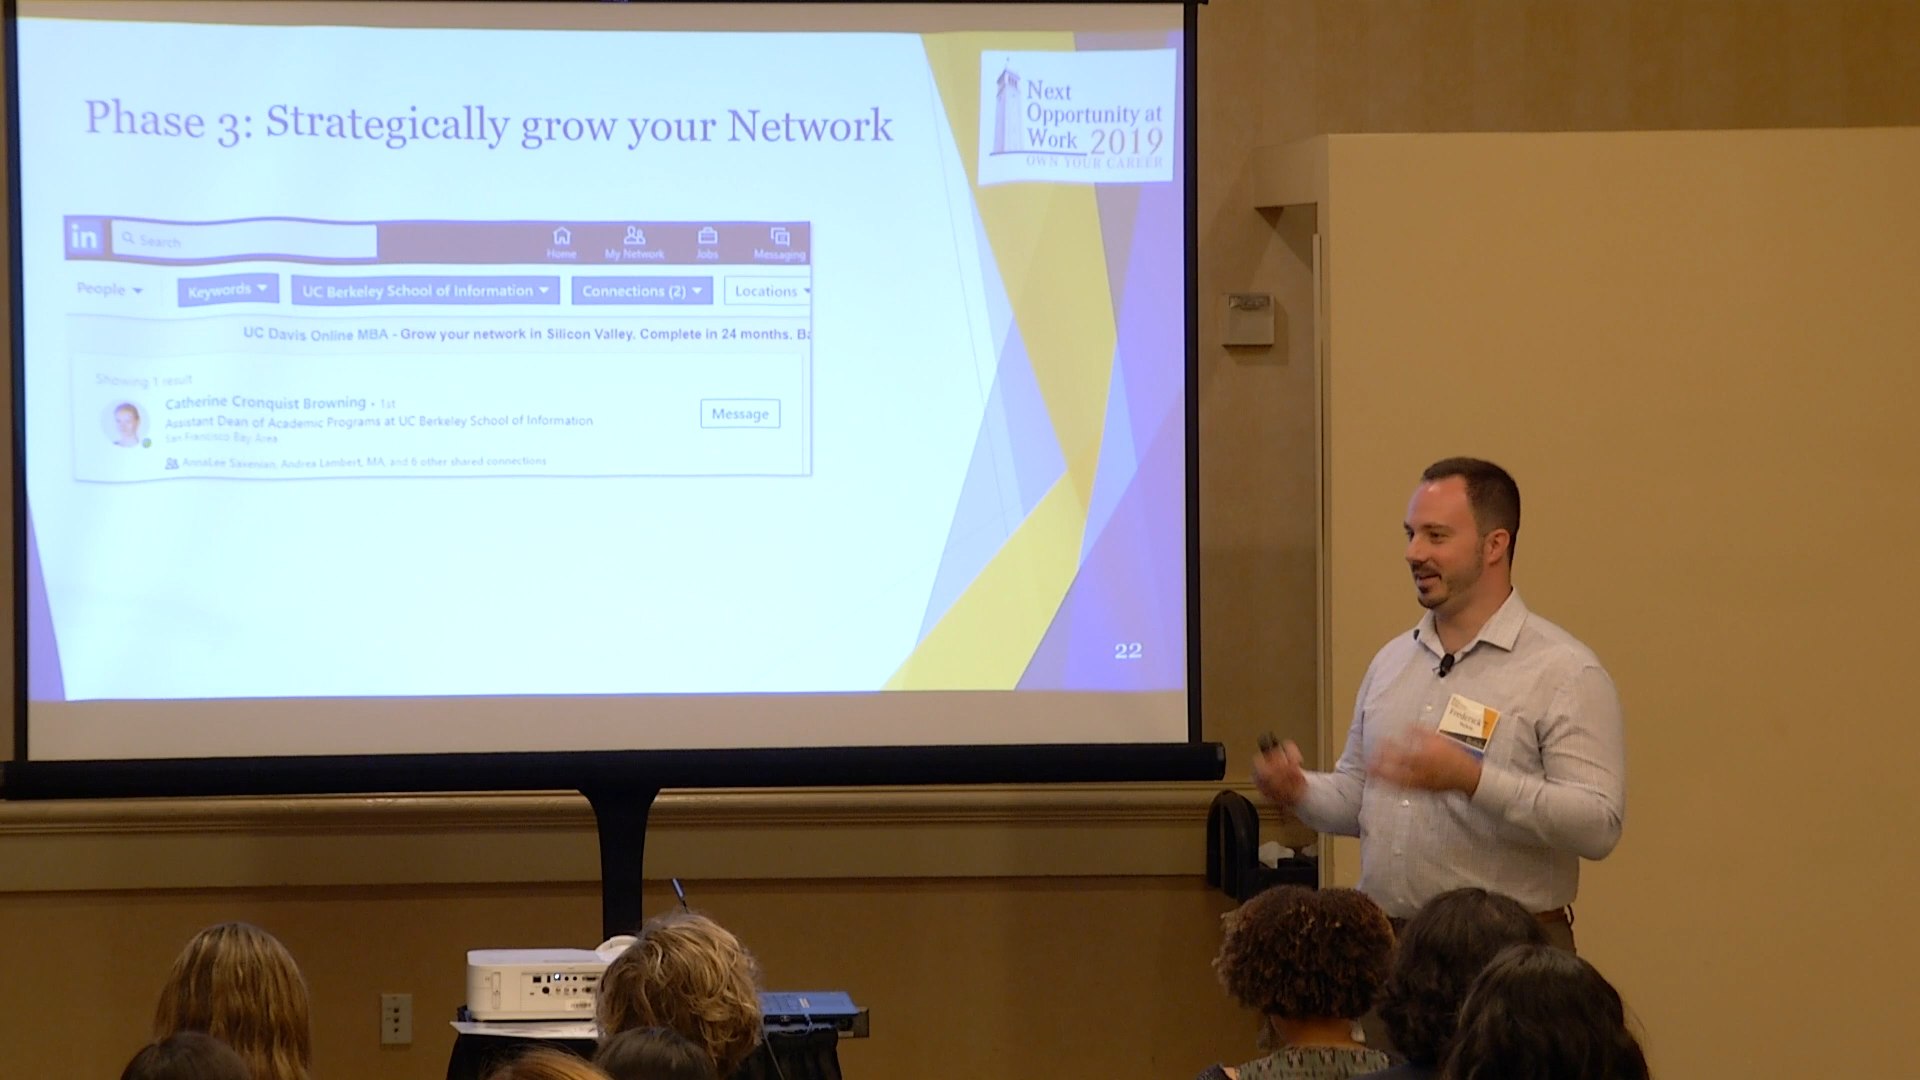 Phase 3: Strategically grow your Network
Next
Opportunity at
Work 2019
OWN YOUR CAREER
in
Search
Home
My Network
Jobs
Messaging
People
Keywords
UC Berkeley School of Information
Connections (2)
Locations
UC Davis Online MBA - Grow your network in Silicon Valley. Complete in 24 months. Ba
Showing 1 result
Catherine Cronquist Browning • 1st
Assistant Dean of Academic Programs at UC Berkeley School of Information
San Francisco Bay Area
AnnaLee Saxenian, Andrea Lambert, MA, and 6 other shared connections
Message
22
Frederick